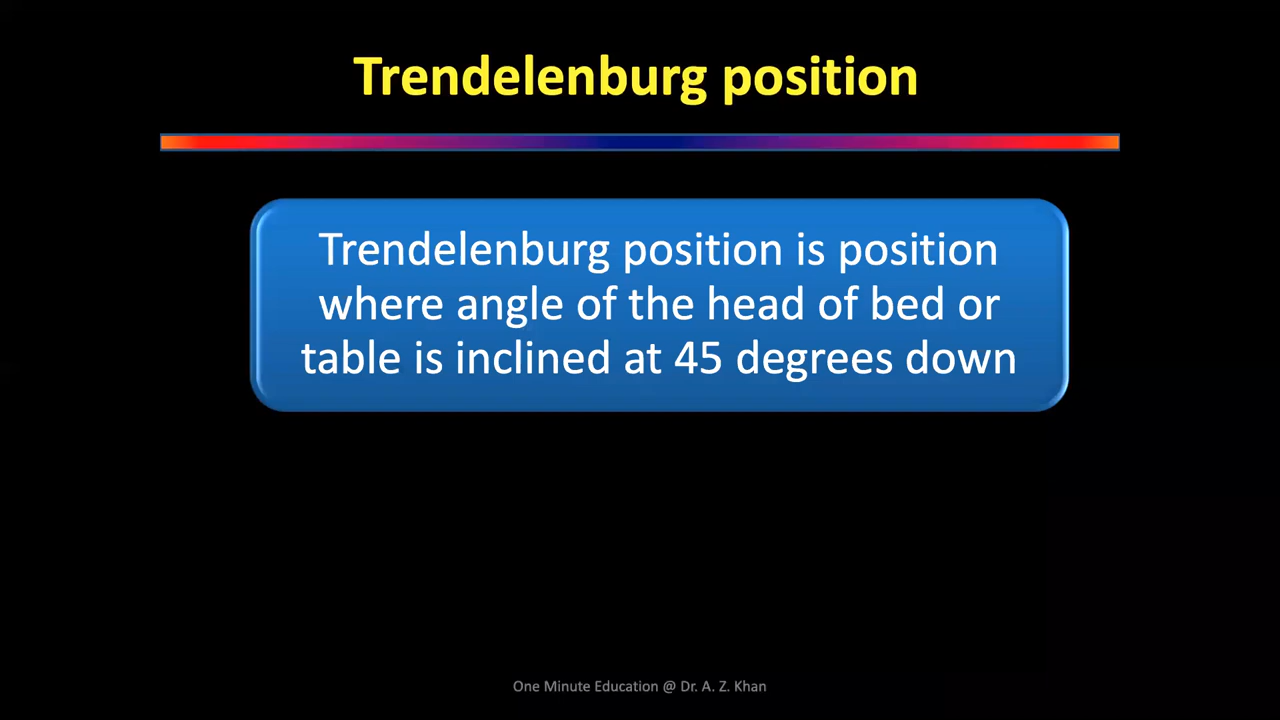 Trendelenburg position
Trendelenburg position is position
where angle of the head of bed or
table is inclined at 45 degrees down
One Minute Education @ Dr. A. Z. Khan